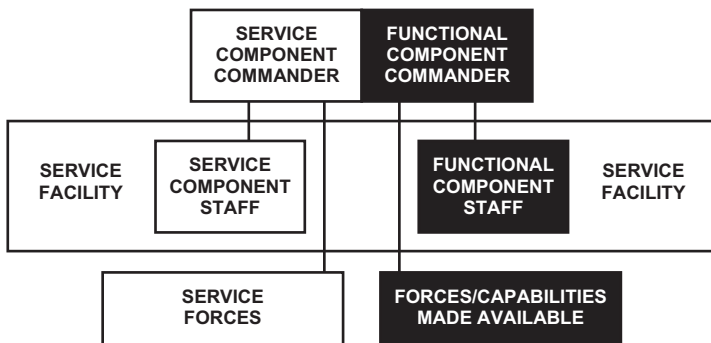 SERVICE
COMPONENT
COMMANDER
FUNCTIONAL
COMPONENT
COMMANDER
SERVICE
FACILITY
SERVICE
COMPONENT
STAFF
FUNCTIONAL
COMPONENT
STAFF
SERVICE
FACILITY
SERVICE
FORCES
FORCES/CAPABILITIES
MADE AVAILABLE